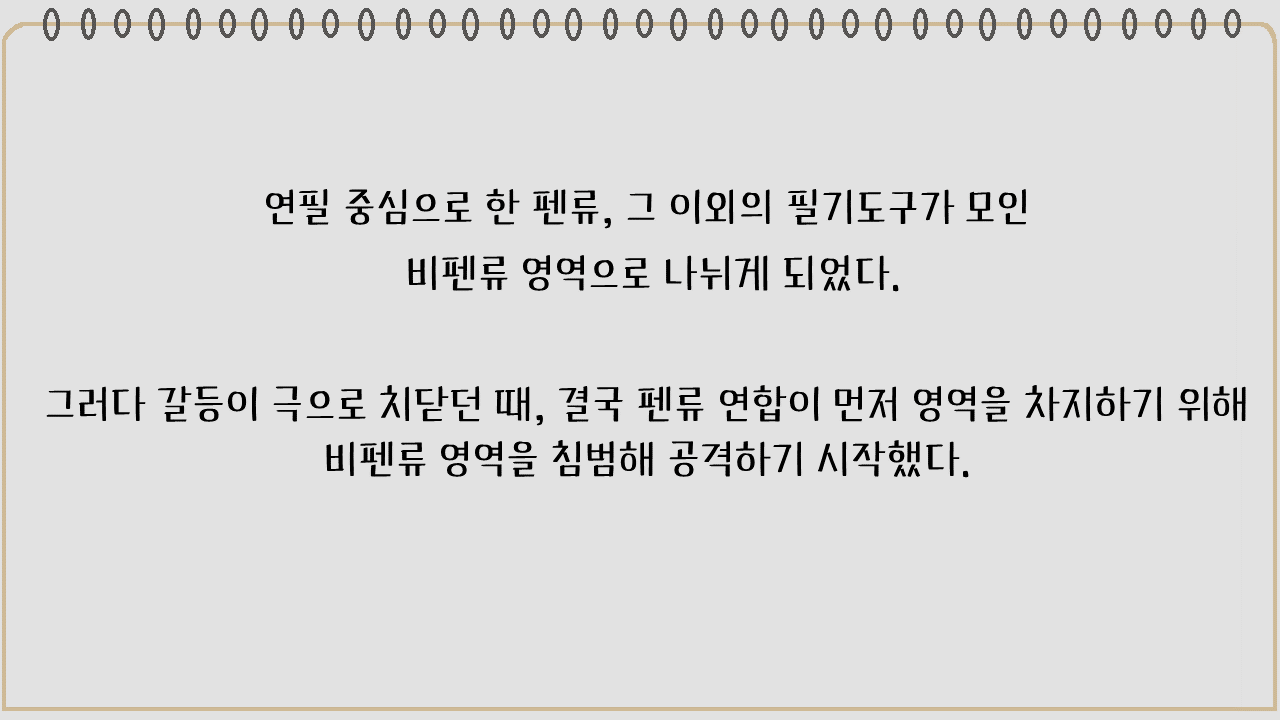 연필 중심으로 한 펜류, 그 이외의 필기도구가 모인
비펜류 영역으로 나뉘게 되었다.
그러다 갈등이 극으로 치닫던 때, 결국 펜류 연합이 먼저 영역을 차지하기 위해
비펜류 영역을 침범해 공격하기 시작했다.